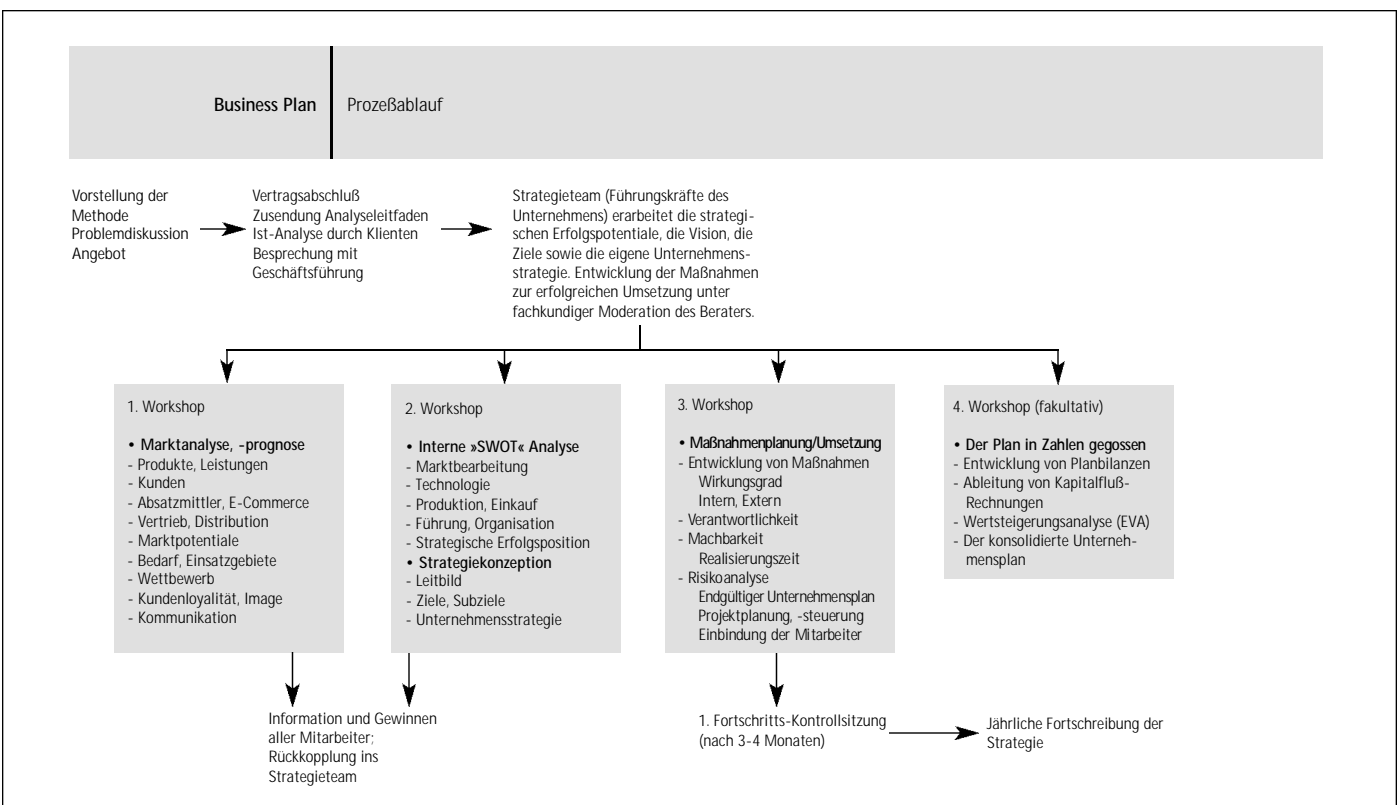 Business Plan
Prozeßablauf
Vorstellung der
Methode
Problemdiskussion
Angebot
Vertragsabschluß
Zusendung Analyseleitfaden
Ist-Analyse durch Klienten
Besprechung mit
Geschäftsführung
Strategieteam (Führungskräfte des
Unternehmens) erarbeitet die strategi-
schen Erfolgspotentiale, die Vision, die
Ziele sowie die eigene Unternehmens-
strategie. Entwicklung der Maßnahmen
zur erfolgreichen Umsetzung unter
fachkundiger Moderation des Beraters.
1. Workshop
• Marktanalyse, -prognose
- Produkte, Leistungen
- Kunden
- Absatzmittler, E-Commerce
- Vertrieb, Distribution
- Marktpotentiale
- Bedarf, Einsatzgebiete
- Wettbewerb
- Kundenloyalität, Image
- Kommunikation
2. Workshop
• Interne »SWOT« Analyse
- Marktbearbeitung
- Technologie
- Produktion, Einkauf
- Führung, Organisation
- Strategische Erfolgsposition
• Strategiekonzeption
- Leitbild
- Ziele, Subziele
- Unternehmensstrategie
3. Workshop
• Maßnahmenplanung/Umsetzung
- Entwicklung von Maßnahmen
Wirkungsgrad
Intern, Extern
- Verantwortlichkeit
- Machbarkeit
Realisierungszeit
- Risikoanalyse
Endgültiger Unternehmensplan
Projektplanung, -steuerung
Einbindung der Mitarbeiter
4. Workshop (fakultativ)
• Der Plan in Zahlen gegossen
- Entwicklung von Planbilanzen
- Ableitung von Kapitalfluß-
Rechnungen
- Wertsteigerungsanalyse (EVA)
- Der konsolidierte Unterneh-
mensplan
Information und Gewinnen
aller Mitarbeiter;
Rückkopplung ins
Strategieteam
1. Fortschritts-Kontrollsitzung
(nach 3-4 Monaten)
Jährliche Fortschreibung der
Strategie